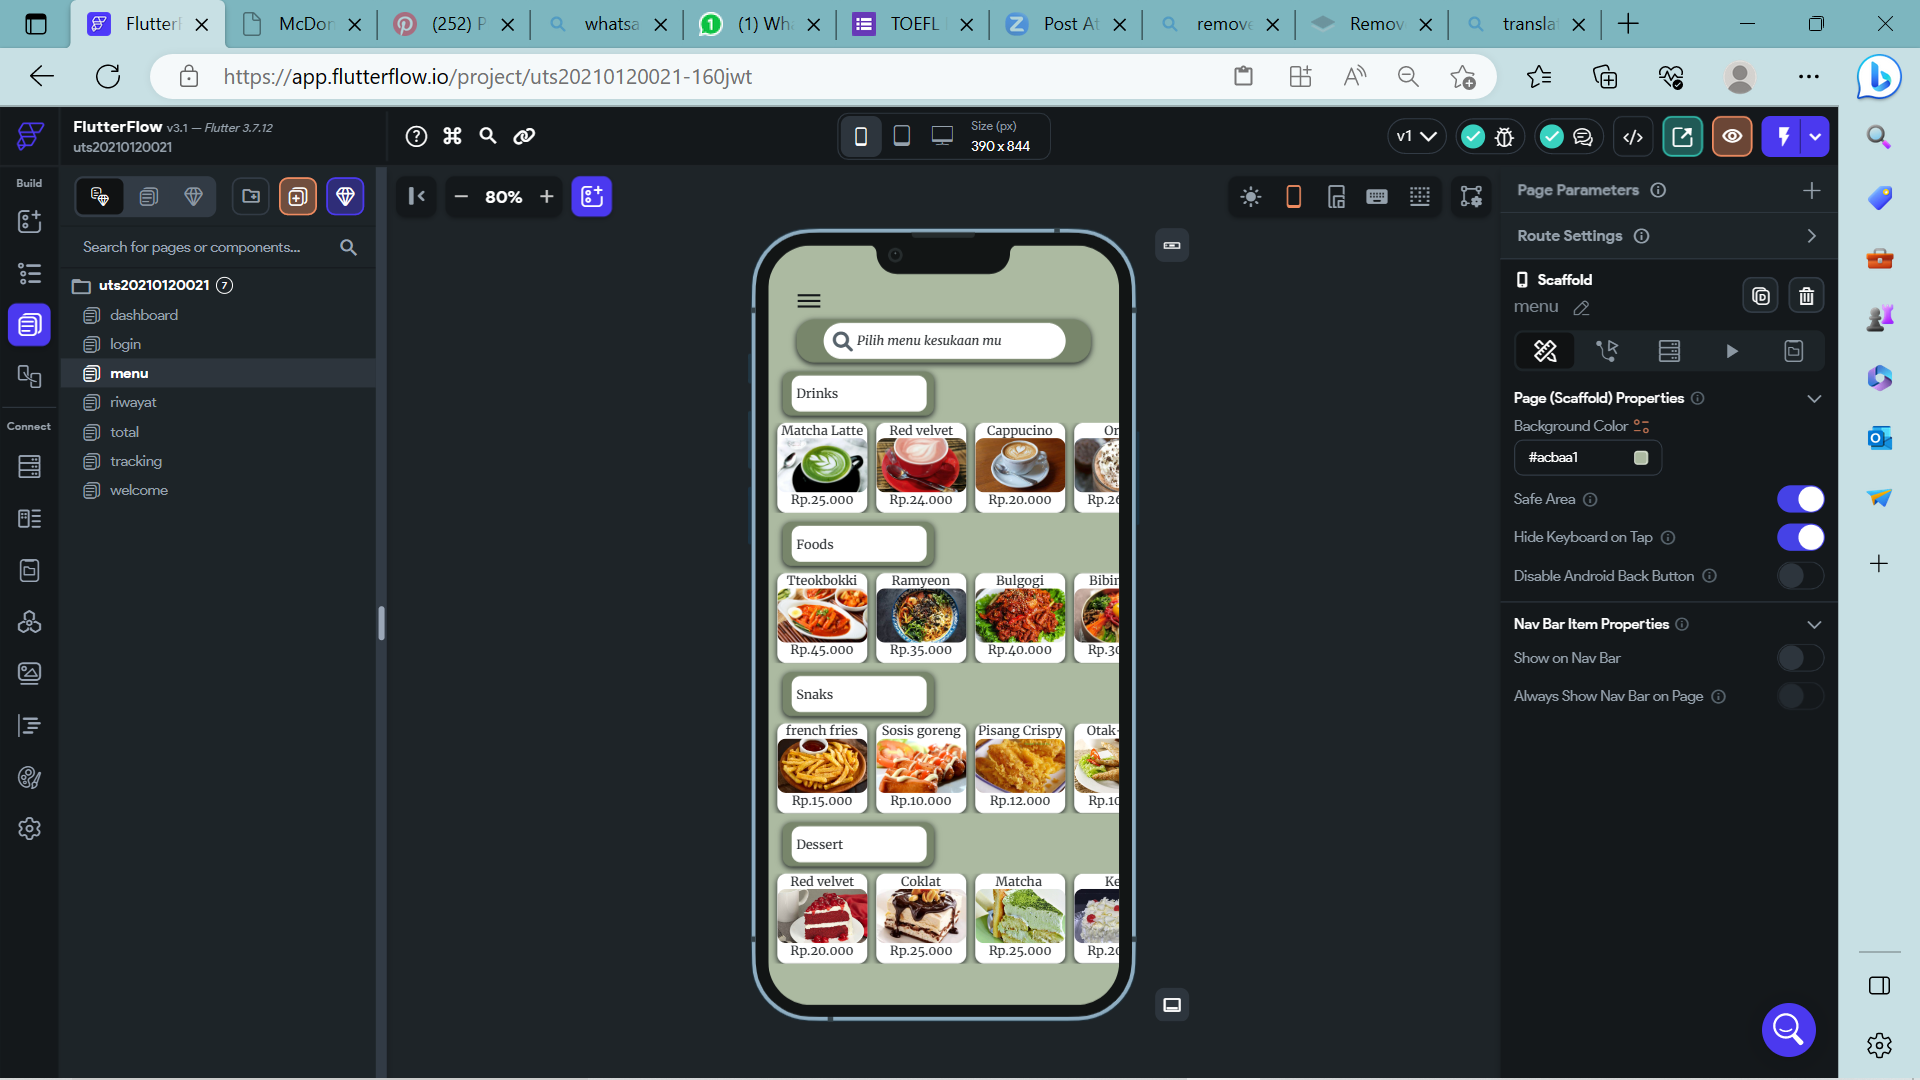 FlutterF
McDon
(252) P
whatsa
(1) Wha
TOEFL
Post At
remove
Remov
translat
https://app.flutterflow.io/project/uts20210120021-160jwt
FlutterFlow v3.1 — Flutter 3.7.12
uts20210120021
Size (px)
390 x 844
v1
Build
80%
Page Parameters
Search for pages or components...
Route Settings
uts20210120021 7
dashboard
login
menu
riwayat
total
tracking
welcome
Connect
Pilih menu kesukaan mu
Drinks
Matcha Latte
Red velvet
Cappucino
Or
Rp.25.000
Rp.24.000
Rp.20.000
Rp.26
Foods
Tteokbokki
Ramyeon
Bulgogi
Bibin
Rp.45.000
Rp.35.000
Rp.40.000
Rp.30
Snaks
french fries
Sosis goreng
Pisang Crispy
Otak-
Rp.15.000
Rp.10.000
Rp.12.000
Rp.10
Dessert
Red velvet
Coklat
Matcha
Ke
Rp.20.000
Rp.25.000
Rp.25.000
Rp.20
Scaffold
menu
Page (Scaffold) Properties
Background Color
#acbaa1
Safe Area
Hide Keyboard on Tap
Disable Android Back Button
Nav Bar Item Properties
Show on Nav Bar
Always Show Nav Bar on Page